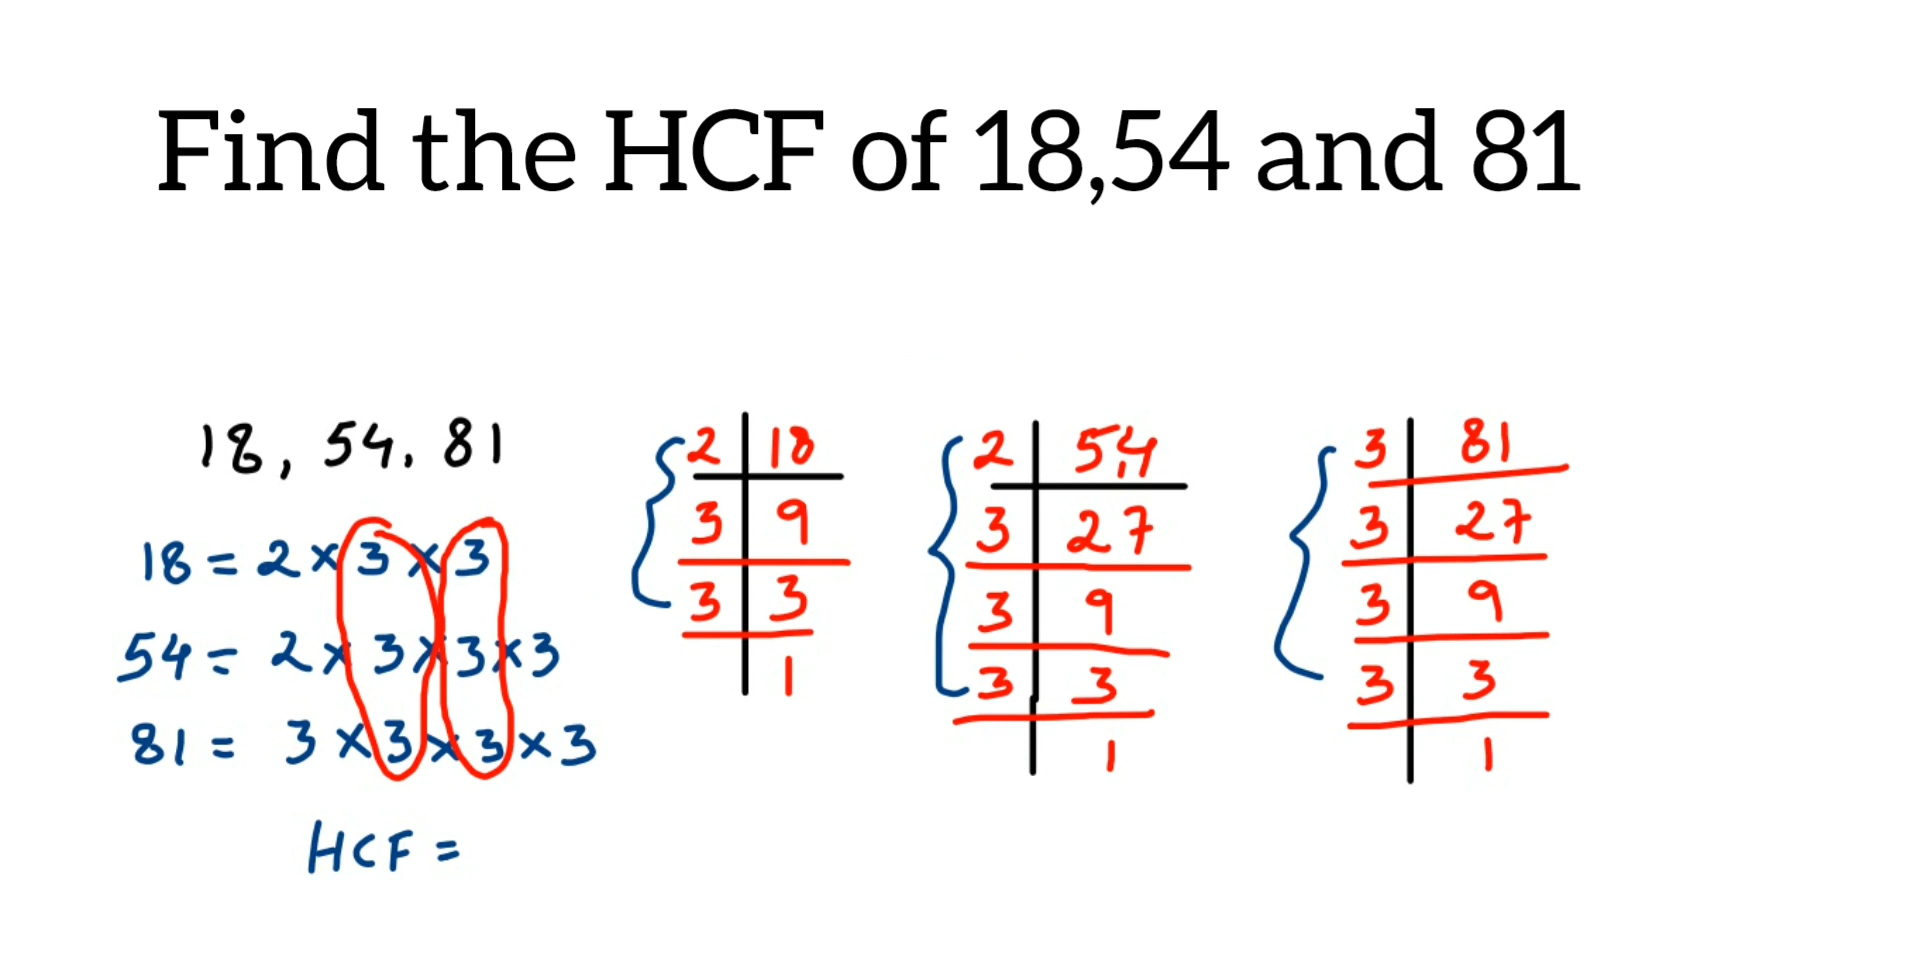 Find the HCF of 18,54 and 81
18, 54. 81
18 = 2 × 3 × 3
54 = 2 × 3 × 3 × 3
81 = 3 × 3 × 3 × 3
HCF =
2 18
3 9
3 3
1
2 54
3 27
3 9
3 3
1
3 81
3 27
3 9
3 3
1